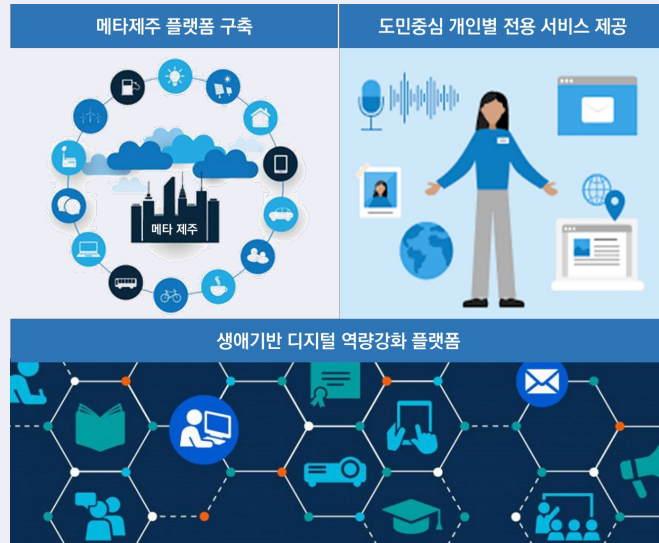 메타제주 플랫폼 구축
도민중심 개인별 전용 서비스 제공
메타 제주
생애기반 디지털 역량강화 플랫폼